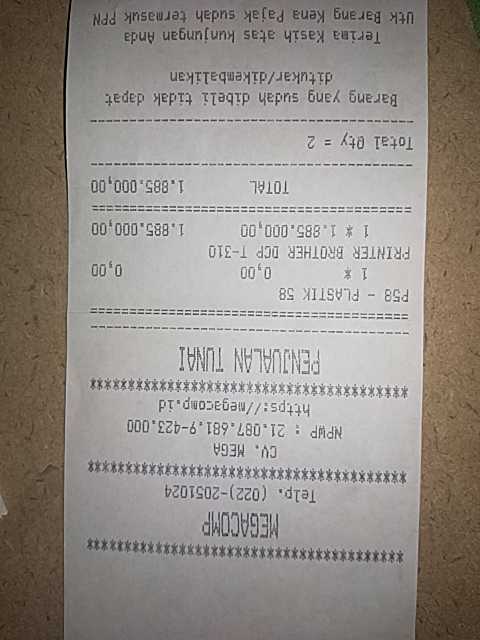 ****************************************
MEGACOMP
Telp. (022)-2051024
****************************************
CV. MEGA
NPWP : 21.087.681.9-423.000
https://megacomp.id
****************************************
PENJUALAN TUNAI
----------------------------------------
========================================
P58 - PLASTIK 58
1 * 0,00 0,00
PRINTER BROTHER DCP T-310
1 * 1.885.000,00 1.885.000,00
========================================
TOTAL 1.885.000,00
----------------------------------------
Total Qty = 2
----------------------------------------
Barang yang sudah dibeli tidak dapat
ditukar/dikembalikan
Terima Kasih atas kunjungan Anda
Utk Barang Kena Pajak sudah termasuk PPN